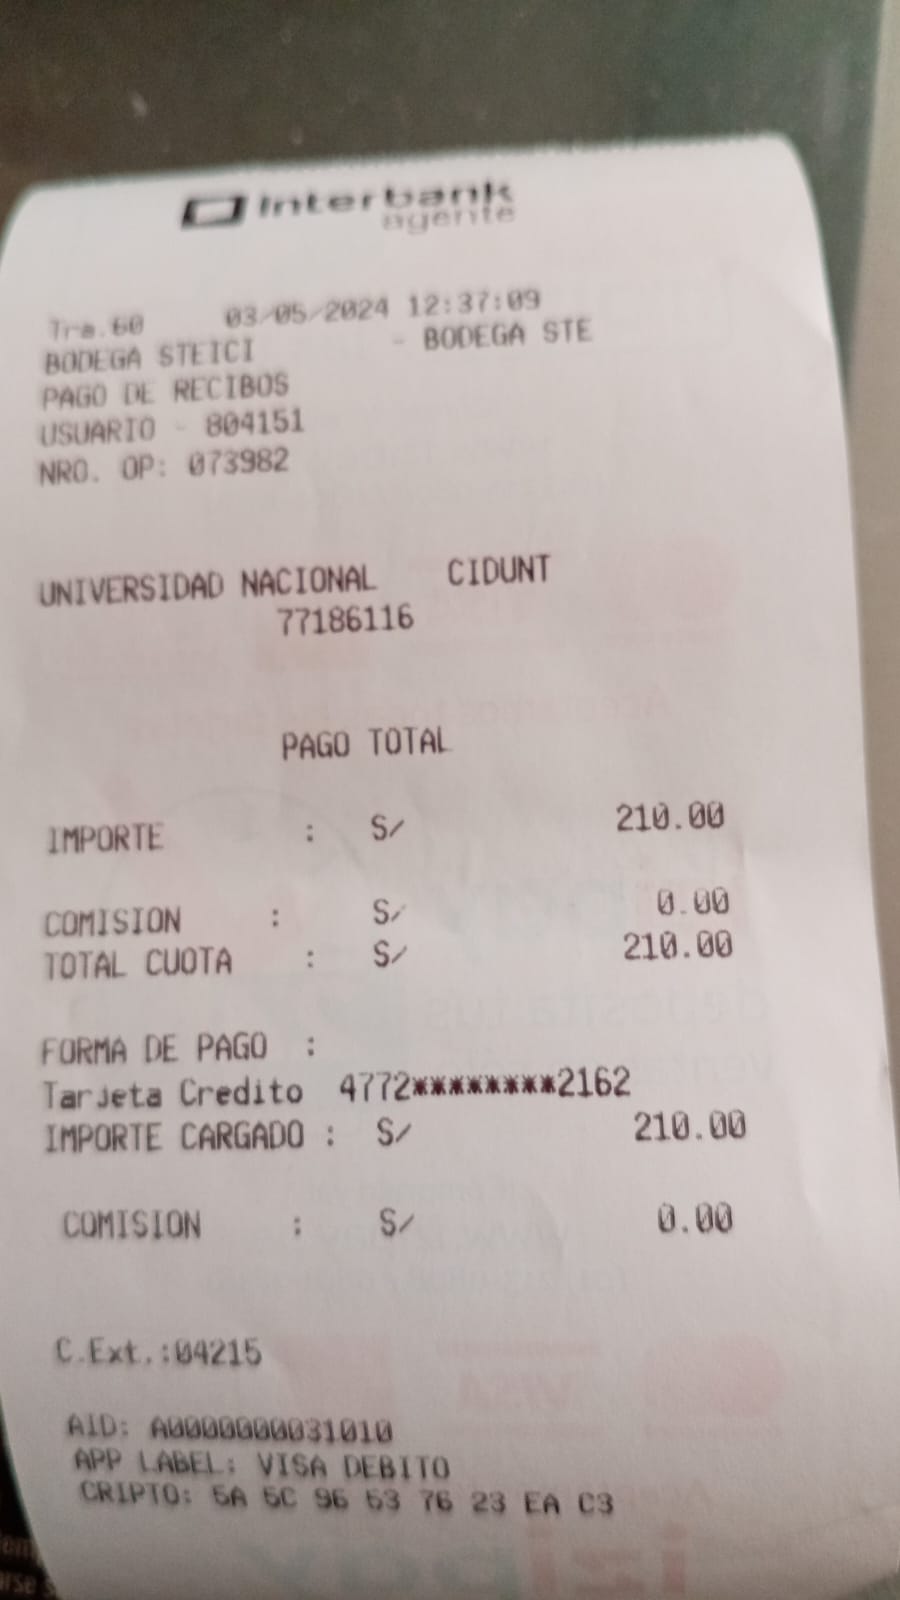 interbank
agente
Tra.60 03/05/2024 12:37:09
BODEGA STEICI - BODEGA STE
PAGO DE RECIBOS
USUARIO - 804151
NRO. OP: 073982
UNIVERSIDAD NACIONAL CIDUNT
77186116
PAGO TOTAL
IMPORTE : S/ 210.00
COMISION : S/ 0.00
TOTAL CUOTA : S/ 210.00
FORMA DE PAGO :
Tarjeta Credito 4772********2162
IMPORTE CARGADO : S/ 210.00
COMISION : S/ 0.00
C.Ext.:04215
AID: A0000000031010
APP LABEL: VISA DEBITO
CRIPTO: 5A 5C 96 53 76 23 EA C3